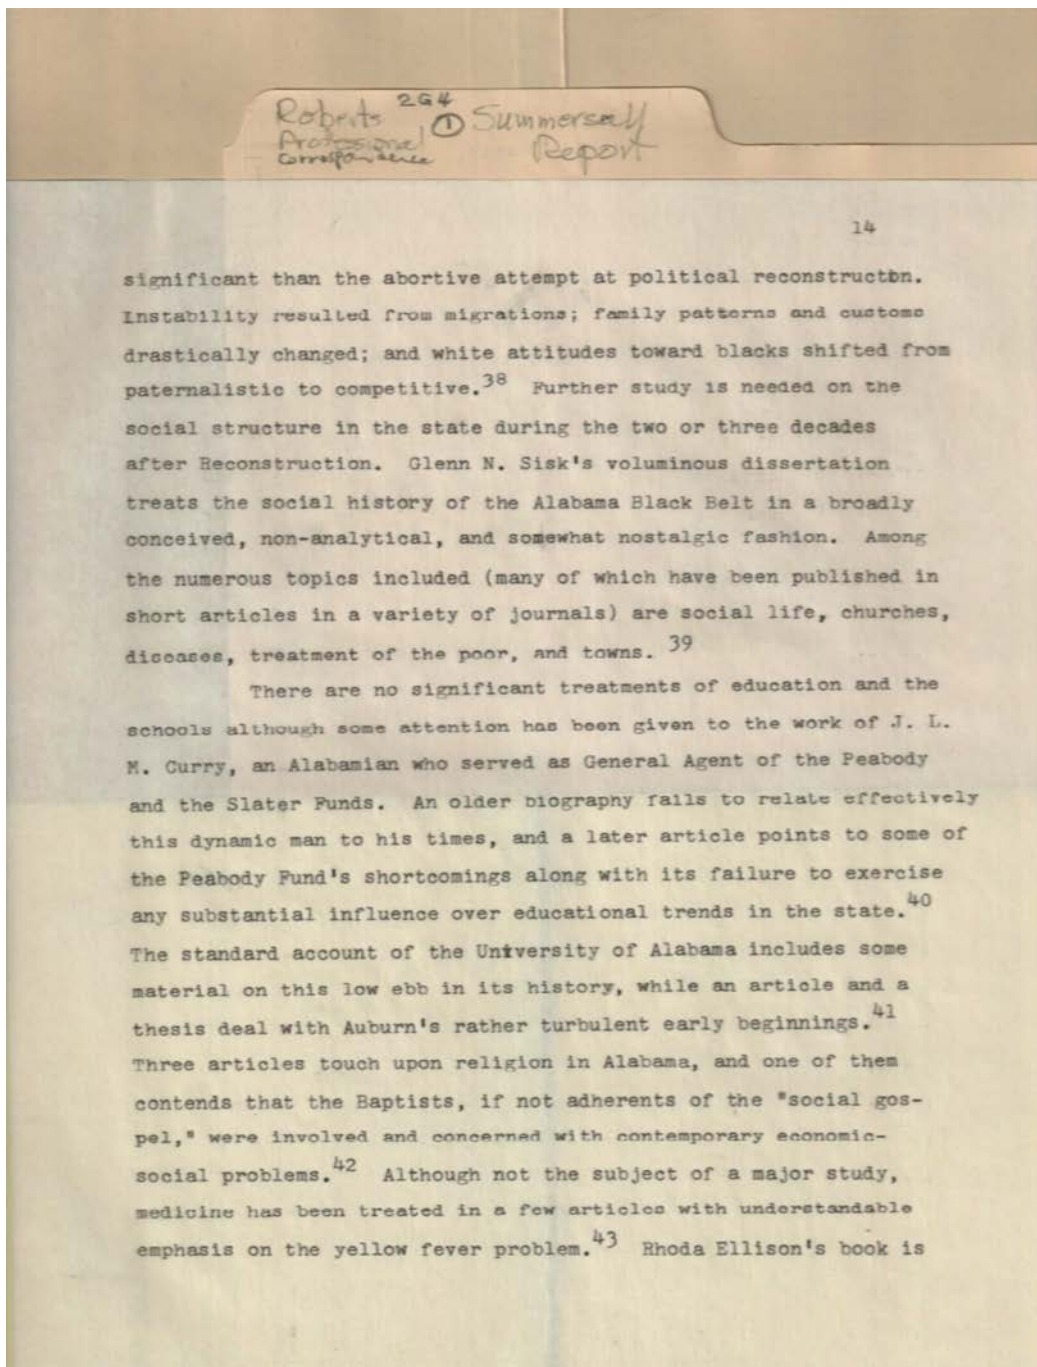 Roberts 2G4 ① Summersell
Professional Report
Correspondence
14
significant than the abortive attempt at political reconstructon.
Instability resulted from migrations; family patterns and customs
drastically changed; and white attitudes toward blacks shifted from
paternalistic to competitive.38 Further study is needed on the
social structure in the state during the two or three decades
after Reconstruction. Glenn N. Sisk's voluminous dissertation
treats the social history of the Alabama Black Belt in a broadly
conceived, non-analytical, and somewhat nostalgic fashion. Among
the numerous topics included (many of which have been published in
short articles in a variety of journals) are social life, churches,
diseases, treatment of the poor, and towns. 39
There are no significant treatments of education and the
schools although some attention has been given to the work of J. L.
M. Curry, an Alabamian who served as General Agent of the Peabody
and the Slater Funds. An older biography fails to relate effectively
this dynamic man to his times, and a later article points to some of
the Peabody Fund's shortcomings along with its failure to exercise
any substantial influence over educational trends in the state.40
The standard account of the University of Alabama includes some
material on this low ebb in its history, while an article and a
thesis deal with Auburn's rather turbulent early beginnings.41
Three articles touch upon religion in Alabama, and one of them
contends that the Baptists, if not adherents of the "social gos-
pel," were involved and concerned with contemporary economic-
social problems.42 Although not the subject of a major study,
medicine has been treated in a few articles with understandable
emphasis on the yellow fever problem.43 Rhoda Ellison's book is